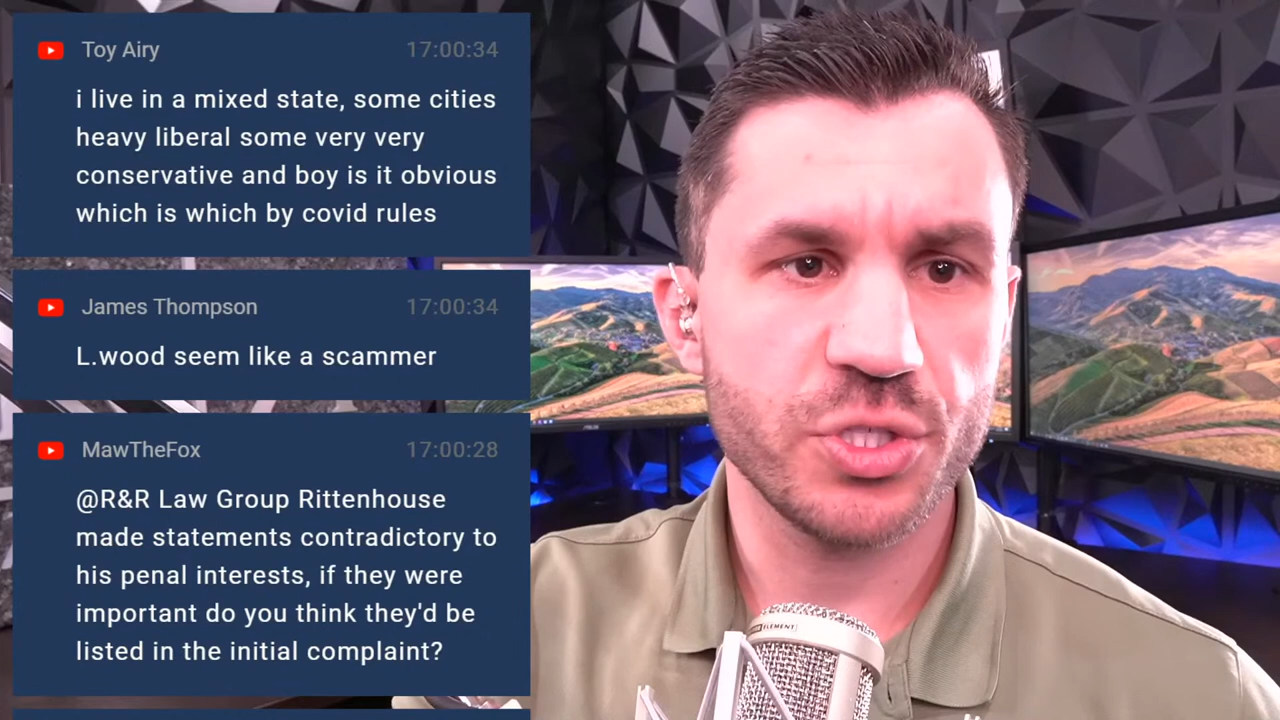 Toy Airy 17:00:34
i live in a mixed state, some cities
heavy liberal some very very
conservative and boy is it obvious
which is which by covid rules
James Thompson 17:00:34
L.wood seem like a scammer
MawTheFox 17:00:28
@R&R Law Group Rittenhouse
made statements contradictory to
his penal interests, if they were
important do you think they'd be
listed in the initial complaint?
ELEMENT